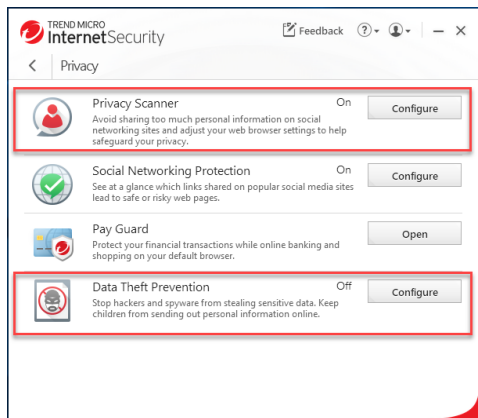 TREND MICRO
InternetSecurity
Feedback
?
Privacy
Privacy Scanner
On
Configure
Avoid sharing too much personal information on social
networking sites and adjust your web browser settings to help
safeguard your privacy.
Social Networking Protection
On
Configure
See at a glance which links shared on popular social media sites
lead to safe or risky web pages.
Pay Guard
Open
Protect your financial transactions while online banking and
shopping on your default browser.
Data Theft Prevention
Off
Configure
Stop hackers and spyware from stealing sensitive data. Keep
children from sending out personal information online.